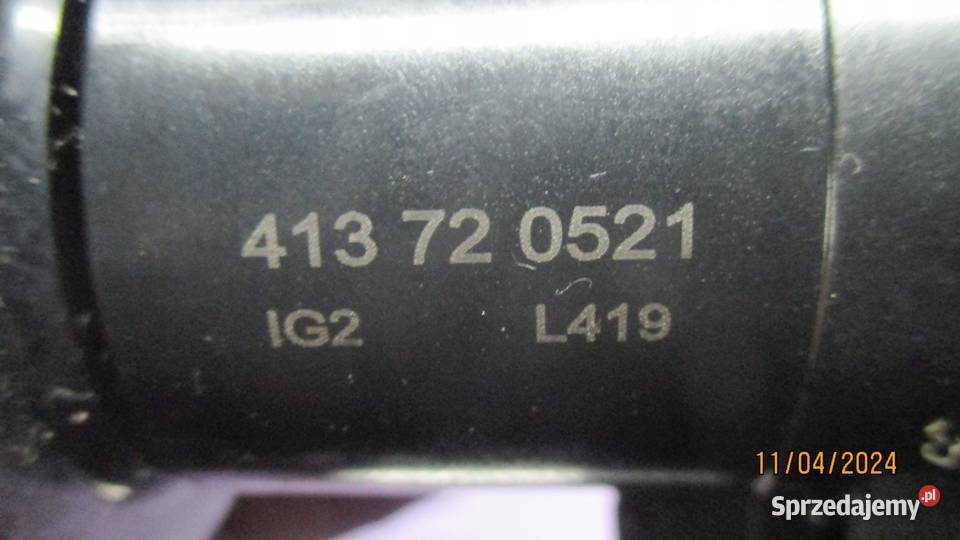 413 72 0521
IG2 L419
11/04/2024
Sprzedajemy.pl